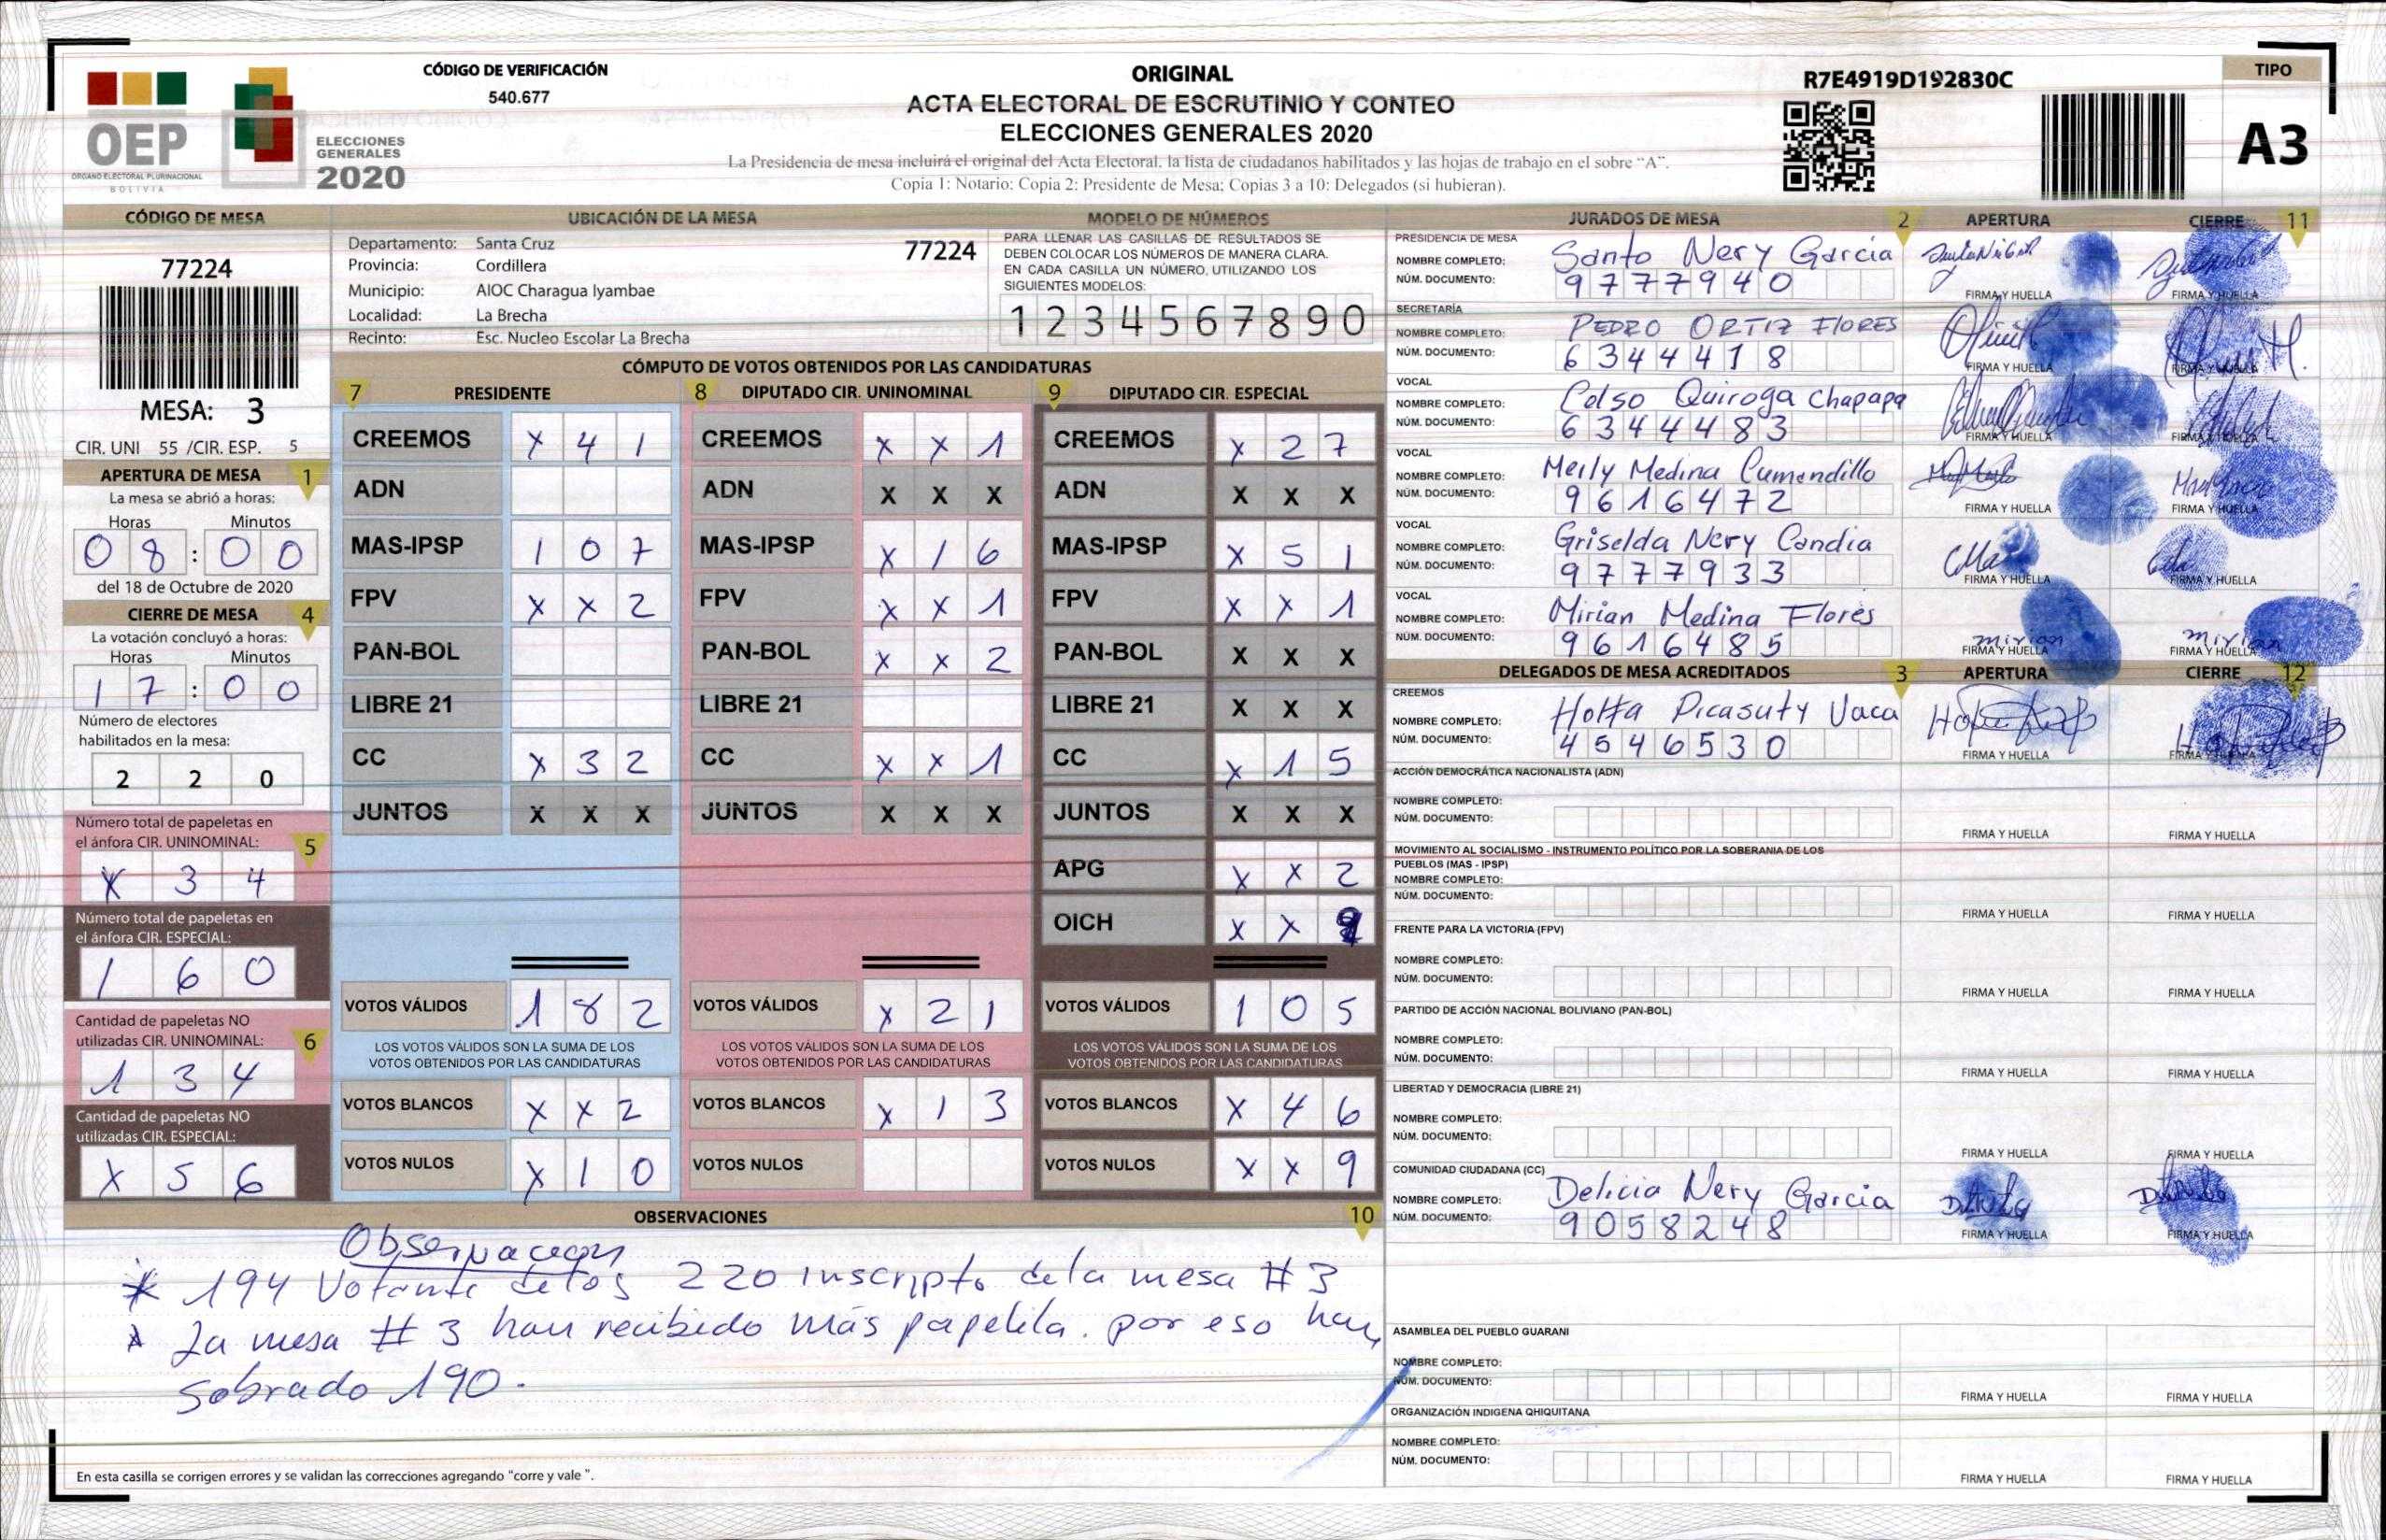 CÓDIGO DE VERIFICACIÓN
540.677
OEP
ÓRGANO ELECTORAL PLURINACIONAL
BOLIVIA
ELECCIONES
GENERALES
2020
ORIGINAL
ACTA ELECTORAL DE ESCRUTINIO Y CONTEO
ELECCIONES GENERALES 2020
La Presidencia de mesa incluirá el original del Acta Electoral, la lista de ciudadanos habilitados y las hojas de trabajo en el sobre “A”.
Copia 1: Notario; Copia 2: Presidente de Mesa; Copias 3 a 10: Delegados (si hubieran).
R7E4919D192830C
TIPO
A3
CÓDIGO DE MESA
77224
MESA: 3
CIR. UNI 55 /CIR. ESP. 5
APERTURA DE MESA 1
La mesa se abrió a horas:
Horas Minutos
0 8 : 0 0
del 18 de Octubre de 2020
CIERRE DE MESA 4
La votación concluyó a horas:
Horas Minutos
1 7 : 0 0
Número de electores
habilitados en la mesa:
2 2 0
Número total de papeletas en
el ánfora CIR. UNINOMINAL: 5
X 3 4
Número total de papeletas en
el ánfora CIR. ESPECIAL:
1 6 0
Cantidad de papeletas NO
utilizadas CIR. UNINOMINAL: 6
1 3 4
Cantidad de papeletas NO
utilizadas CIR. ESPECIAL:
X 5 6
UBICACIÓN DE LA MESA
Departamento: Santa Cruz 77224
Provincia: Cordillera
Municipio: AIOC Charagua Iyambae
Localidad: La Brecha
Recinto: Esc. Nucleo Escolar La Brecha
MODELO DE NÚMEROS
PARA LLENAR LAS CASILLAS DE RESULTADOS SE
DEBEN COLOCAR LOS NÚMEROS DE MANERA CLARA.
EN CADA CASILLA UN NÚMERO, UTILIZANDO LOS
SIGUIENTES MODELOS:
1 2 3 4 5 6 7 8 9 0
CÓMPUTO DE VOTOS OBTENIDOS POR LAS CANDIDATURAS
7 PRESIDENTE
CREEMOS X 4 1
ADN
MAS-IPSP 1 0 7
FPV X X 2
PAN-BOL
LIBRE 21
CC X 3 2
JUNTOS X X X
VOTOS VÁLIDOS 1 8 2
LOS VOTOS VÁLIDOS SON LA SUMA DE LOS
VOTOS OBTENIDOS POR LAS CANDIDATURAS
VOTOS BLANCOS X X 2
VOTOS NULOS X 1 0
8 DIPUTADO CIR. UNINOMINAL
CREEMOS X X 1
ADN X X X
MAS-IPSP X 1 6
FPV X X 1
PAN-BOL X X 2
LIBRE 21
CC X X 1
JUNTOS X X X
VOTOS VÁLIDOS X 2 1
LOS VOTOS VÁLIDOS SON LA SUMA DE LOS
VOTOS OBTENIDOS POR LAS CANDIDATURAS
VOTOS BLANCOS X 1 3
VOTOS NULOS
9 DIPUTADO CIR. ESPECIAL
CREEMOS X 2 7
ADN X X X
MAS-IPSP X 5 1
FPV X X 1
PAN-BOL X X X
LIBRE 21 X X X
CC X 1 5
JUNTOS X X X
APG X X 2
OICH X X
VOTOS VÁLIDOS 1 0 5
LOS VOTOS VÁLIDOS SON LA SUMA DE LOS
VOTOS OBTENIDOS POR LAS CANDIDATURAS
VOTOS BLANCOS X 4 6
VOTOS NULOS X X 9
OBSERVACIONES 10
* 194 Votante de los 220 inscripto de la mesa # 3
* La mesa # 3 han recibido más papelita. por eso han
sobrado 190.
En esta casilla se corrigen errores y se validan las correcciones agregando “corre y vale ”.
JURADOS DE MESA 2 APERTURA CIERRE 11
PRESIDENCIA DE MESA
NOMBRE COMPLETO: Santo Nery Garcia
NÚM. DOCUMENTO: 9777940
FIRMA Y HUELLA FIRMA Y HUELLA
SECRETARÍA
NOMBRE COMPLETO: PEDRO ORTIZ FLORES
NÚM. DOCUMENTO: 6344418
FIRMA Y HUELLA FIRMA Y HUELLA
VOCAL
NOMBRE COMPLETO: Celso Quiroga Chapapa
NÚM. DOCUMENTO: 6344483
FIRMA Y HUELLA FIRMA Y HUELLA
VOCAL
NOMBRE COMPLETO: Merly Medina Cumandillo
NÚM. DOCUMENTO: 9616472
FIRMA Y HUELLA FIRMA Y HUELLA
VOCAL
NOMBRE COMPLETO: Griselda Nery Candia
NÚM. DOCUMENTO: 9777933
FIRMA Y HUELLA FIRMA Y HUELLA
VOCAL
NOMBRE COMPLETO: Mirian Medina Flores
NÚM. DOCUMENTO: 9616485
FIRMA Y HUELLA FIRMA Y HUELLA
DELEGADOS DE MESA ACREDITADOS 3 APERTURA CIERRE 12
CREEMOS
NOMBRE COMPLETO: Picasuty Vaca
NÚM. DOCUMENTO: 4546530
FIRMA Y HUELLA FIRMA Y HUELLA
ACCIÓN DEMOCRÁTICA NACIONALISTA (ADN)
NOMBRE COMPLETO:
NÚM. DOCUMENTO:
FIRMA Y HUELLA FIRMA Y HUELLA
MOVIMIENTO AL SOCIALISMO - INSTRUMENTO POLÍTICO POR LA SOBERANIA DE LOS
PUEBLOS (MAS - IPSP)
NOMBRE COMPLETO:
NÚM. DOCUMENTO:
FIRMA Y HUELLA FIRMA Y HUELLA
FRENTE PARA LA VICTORIA (FPV)
NOMBRE COMPLETO:
NÚM. DOCUMENTO:
FIRMA Y HUELLA FIRMA Y HUELLA
PARTIDO DE ACCIÓN NACIONAL BOLIVIANO (PAN-BOL)
NOMBRE COMPLETO:
NÚM. DOCUMENTO:
FIRMA Y HUELLA FIRMA Y HUELLA
LIBERTAD Y DEMOCRACIA (LIBRE 21)
NOMBRE COMPLETO:
NÚM. DOCUMENTO:
FIRMA Y HUELLA FIRMA Y HUELLA
COMUNIDAD CIUDADANA (CC)
NOMBRE COMPLETO: Delicia Nery Garcia
NÚM. DOCUMENTO: 9058248
FIRMA Y HUELLA FIRMA Y HUELLA
ASAMBLEA DEL PUEBLO GUARANI
NOMBRE COMPLETO:
NÚM. DOCUMENTO:
FIRMA Y HUELLA FIRMA Y HUELLA
ORGANIZACIÓN INDIGENA QHIQUITANA
NOMBRE COMPLETO:
NÚM. DOCUMENTO:
FIRMA Y HUELLA FIRMA Y HUELLA